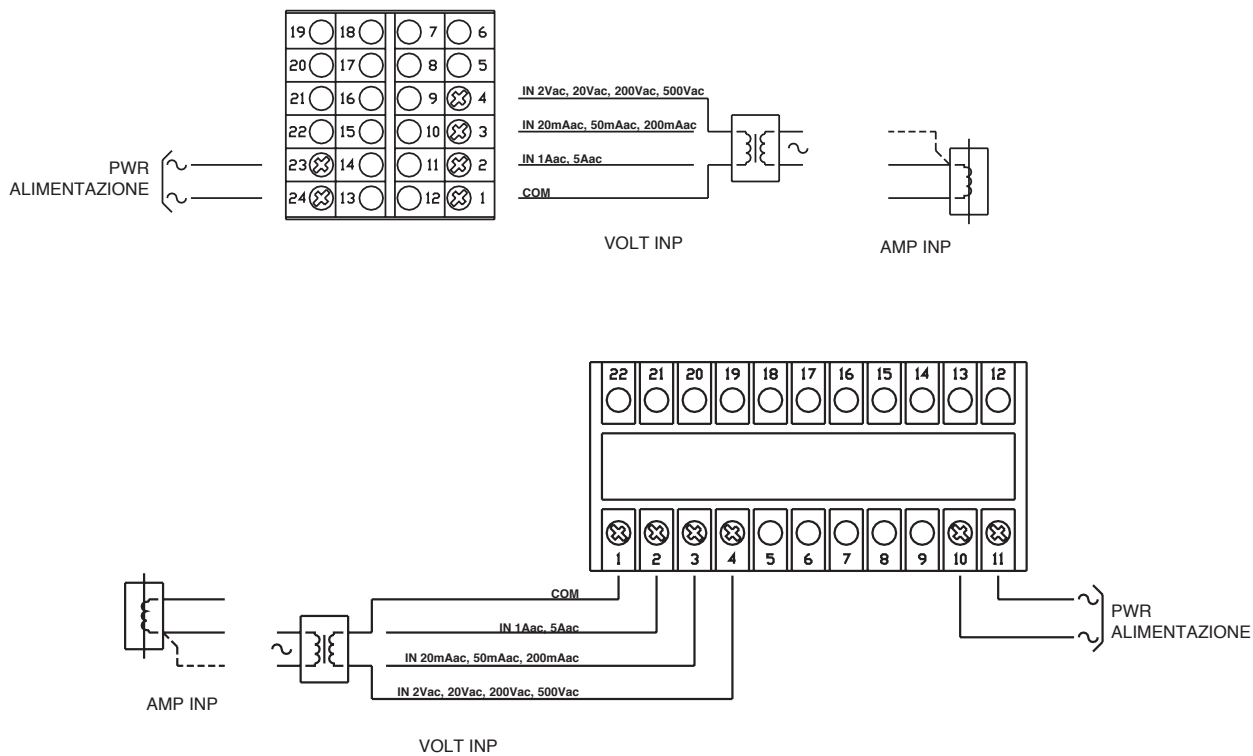 19 18 7 6
20 17 8 5
21 16 9 4
22 15 10 3
23 14 11 2
24 13 12 1
IN 2Vac, 20Vac, 200Vac, 500Vac
IN 20mAac, 50mAac, 200mAac
IN 1Aac, 5Aac
COM
PWR
ALIMENTAZIONE
VOLT INP
AMP INP
22 21 20 19 18 17 16 15 14 13 12
1 2 3 4 5 6 7 8 9 10 11
COM
IN 1Aac, 5Aac
IN 20mAac, 50mAac, 200mAac
IN 2Vac, 20Vac, 200Vac, 500Vac
PWR
ALIMENTAZIONE
AMP INP
VOLT INP